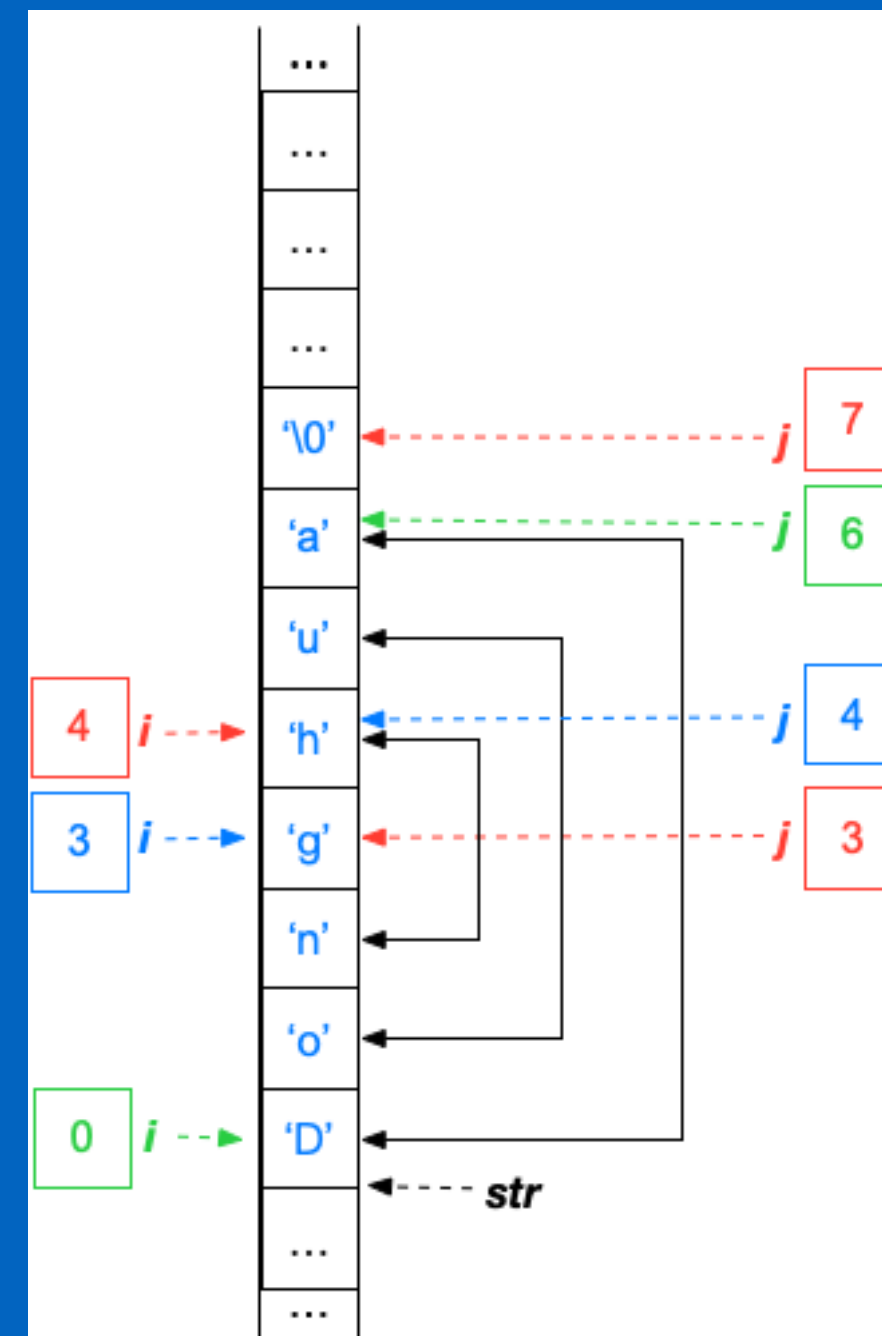 ...
...
...
...
‘\0’ j 7
‘a’ j 6
‘u’
4 i ‘h’ j 4
3 i ‘g’ j 3
‘n’
‘o’
0 i ‘D’
str
...
...